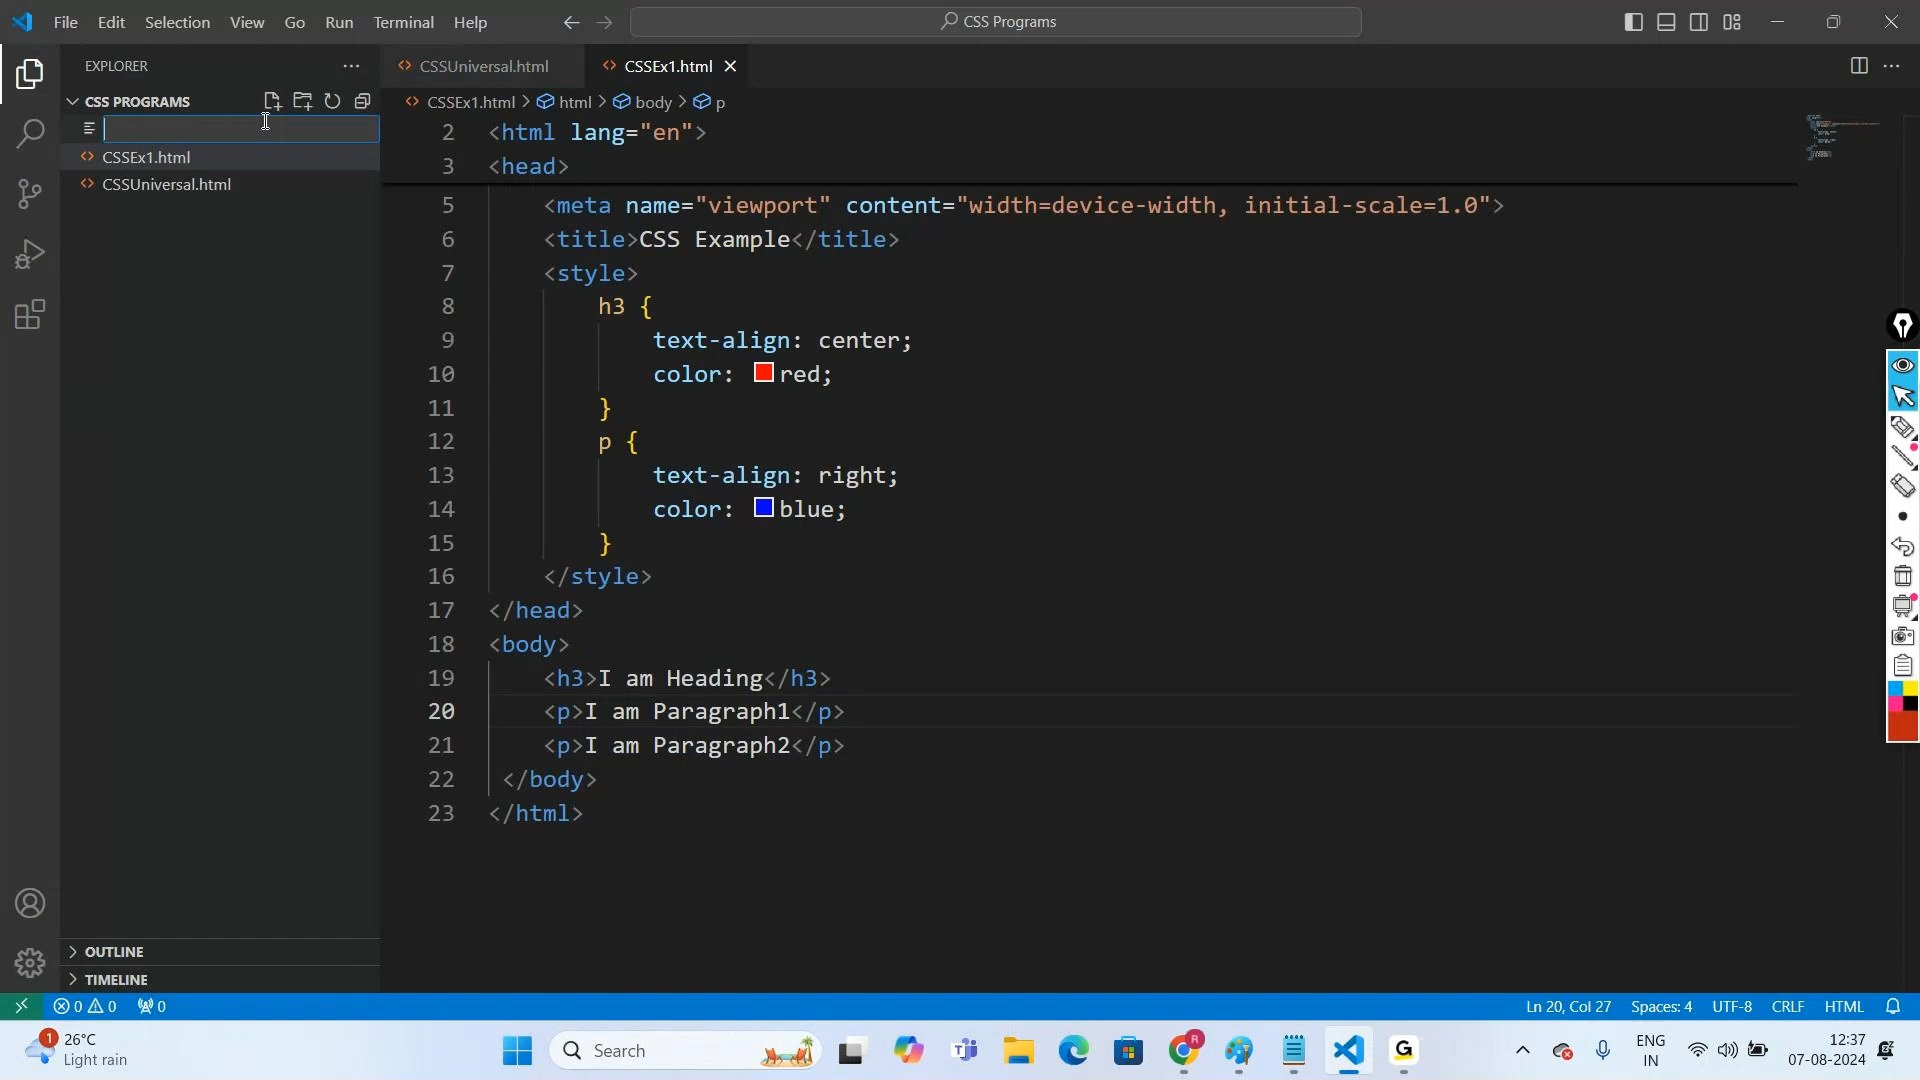 File Edit Selection View Go Run Terminal Help
CSS Programs
EXPLORER
CSS PROGRAMS
CSSEx1.html
CSSUniversal.html
CSSUniversal.html
CSSEx1.html
CSSEx1.html > html > body > p
2 <html lang="en">
3 <head>
5 <meta name="viewport" content="width=device-width, initial-scale=1.0">
6 <title>CSS Example</title>
7 <style>
8 h3 {
9 text-align: center;
10 color: red;
11 }
12 p {
13 text-align: right;
14 color: blue;
15 }
16 </style>
17 </head>
18 <body>
19 <h3>I am Heading</h3>
20 <p>I am Paragraph1</p>
21 <p>I am Paragraph2</p>
22 </body>
23 </html>
OUTLINE
TIMELINE
0 0 0
Ln 20, Col 27 Spaces: 4 UTF-8 CRLF HTML
1
26°C
Light rain
Search
R
G
ENG
IN
12:37
07-08-2024